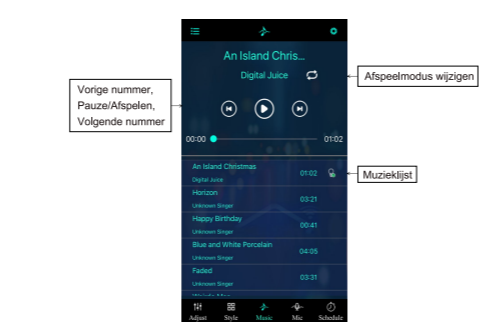 An Island Chris...
Digital Juice
Afspeelmodus wijzigen
Vorige nummer,
Pauze/Afspelen,
Volgende nummer
00:00
01:02
An Island Christmas
Digital Juice
01:02
Muzieklijst
Horizon
Unknown Singer
03:21
Happy Birthday
Unknown Singer
00:41
Blue and White Porcelain
Unknown Singer
04:05
Faded
Unknown Singer
03:31
Adjust
Style
Music
Mic
Schedule